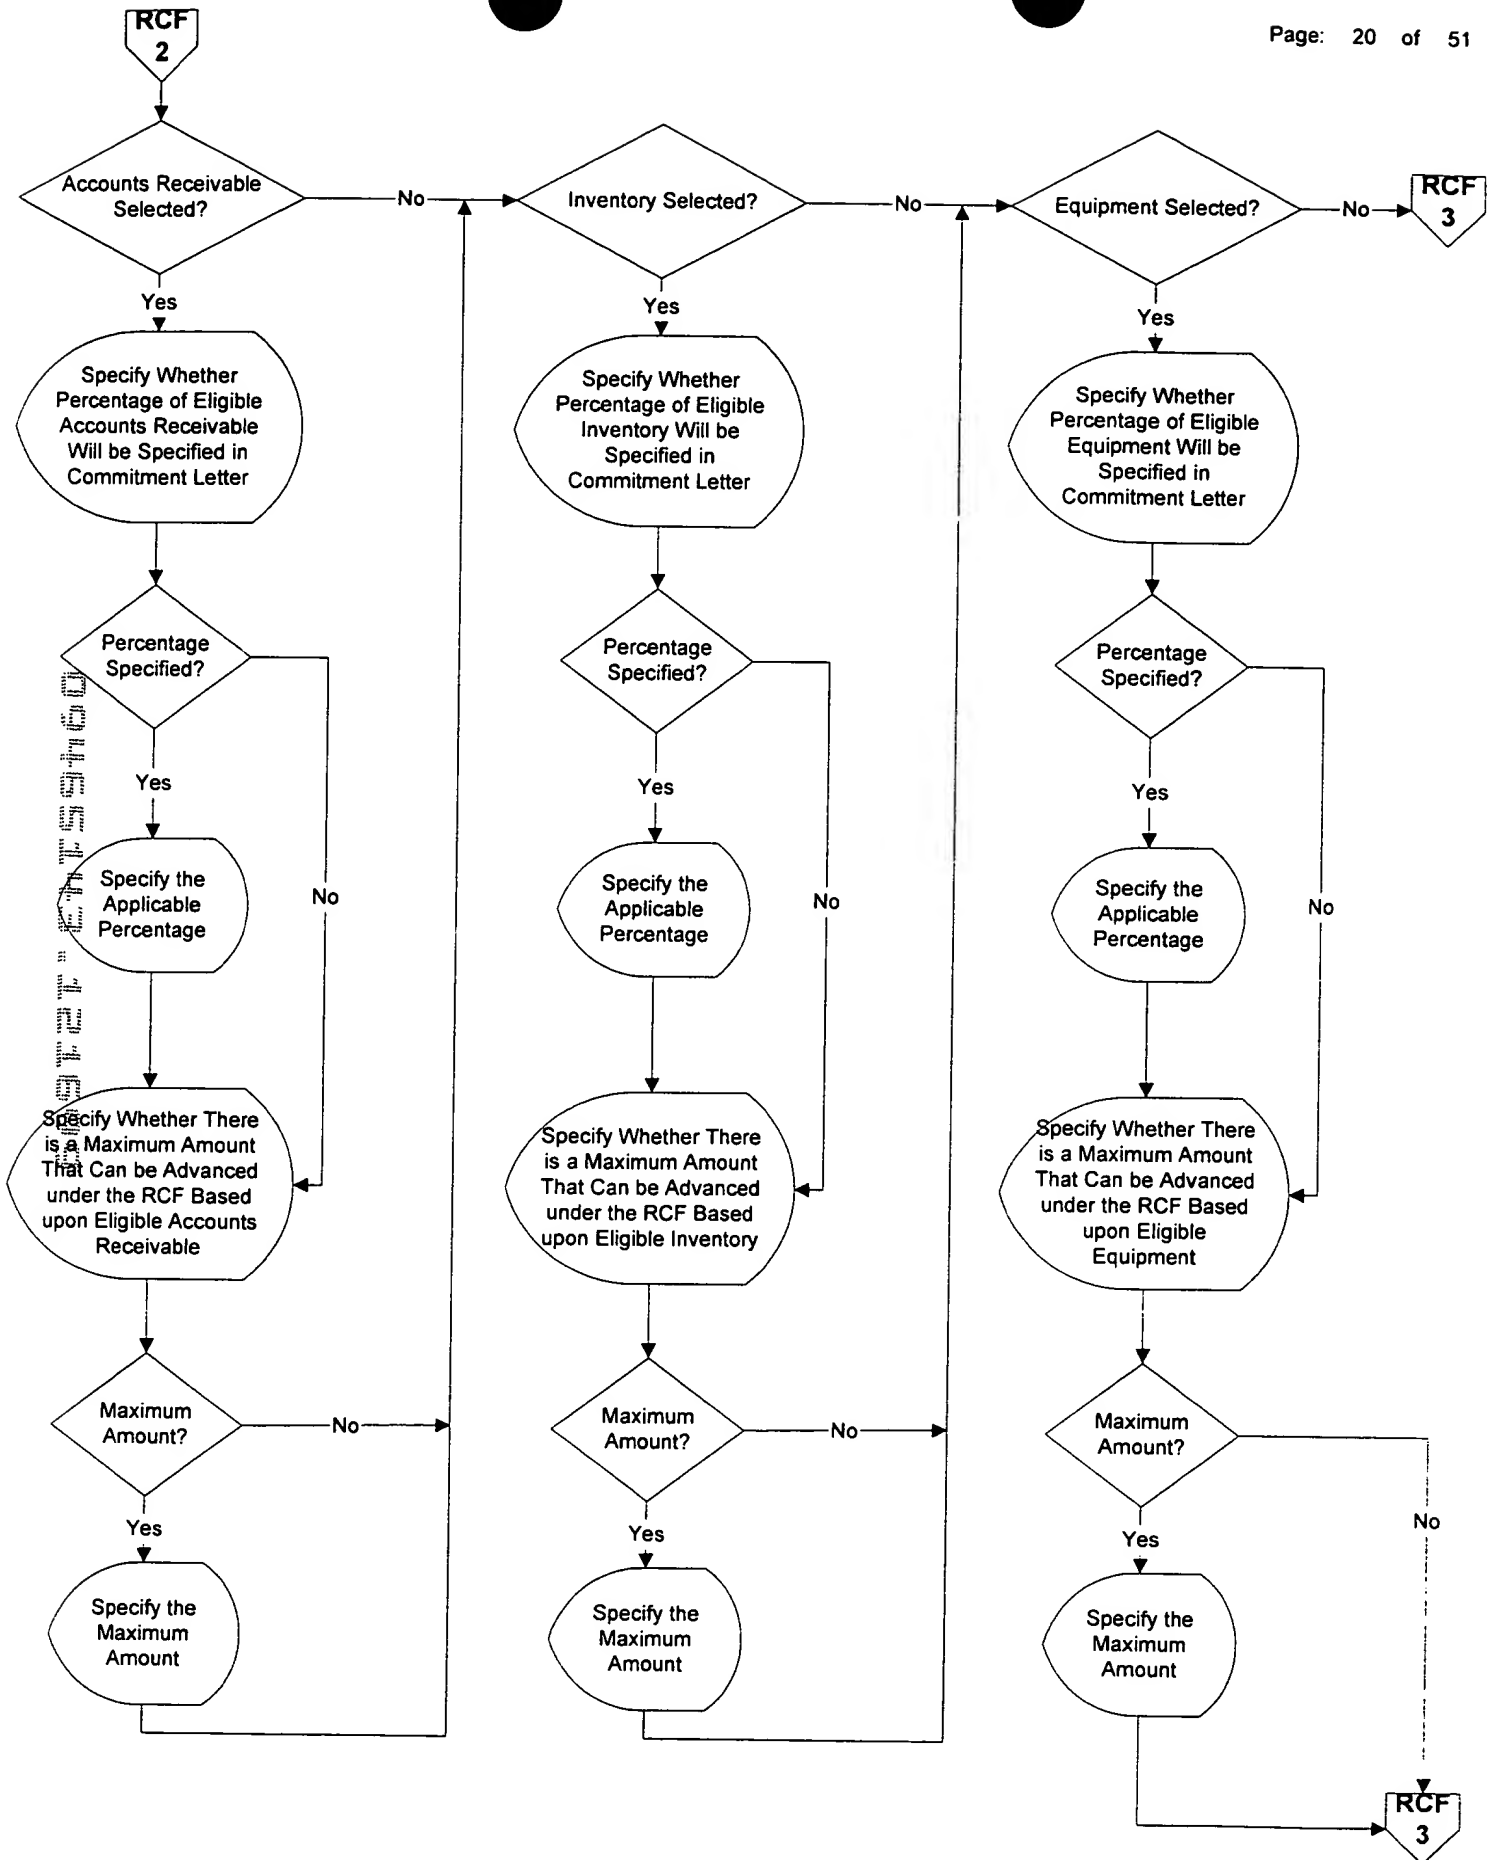 Page: 20 of 51
RCF
2
Accounts Receivable
Selected?
No
Yes
Specify Whether
Percentage of Eligible
Accounts Receivable
Will be Specified in
Commitment Letter
Percentage
Specified?
Yes
No
Specify the
Applicable
Percentage
Specify Whether There
is a Maximum Amount
That Can be Advanced
under the RCF Based
upon Eligible Accounts
Receivable
Maximum
Amount?
No
Yes
Specify the
Maximum
Amount
Inventory Selected?
No
Yes
Specify Whether
Percentage of Eligible
Inventory Will be
Specified in
Commitment Letter
Percentage
Specified?
Yes
No
Specify the
Applicable
Percentage
Specify Whether There
is a Maximum Amount
That Can be Advanced
under the RCF Based
upon Eligible Inventory
Maximum
Amount?
No
Yes
Specify the
Maximum
Amount
Equipment Selected?
No
RCF
3
Yes
Specify Whether
Percentage of Eligible
Equipment Will be
Specified in
Commitment Letter
Percentage
Specified?
Yes
No
Specify the
Applicable
Percentage
Specify Whether There
is a Maximum Amount
That Can be Advanced
under the RCF Based
upon Eligible
Equipment
Maximum
Amount?
No
Yes
Specify the
Maximum
Amount
RCF
3